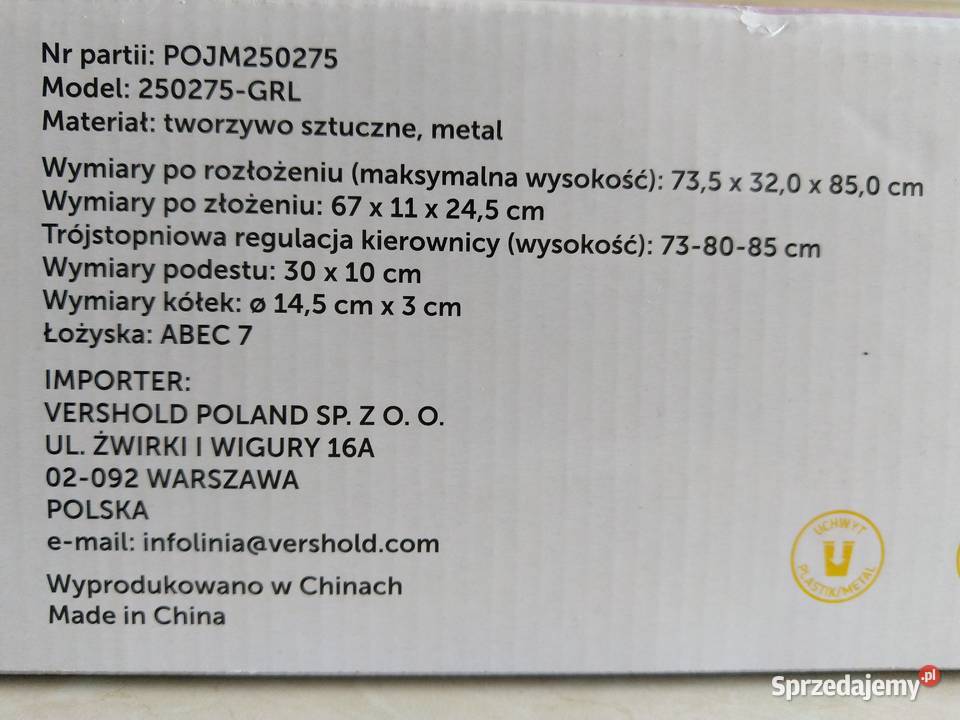 Nr partii: POJM250275
Model: 250275-GRL
Materiał: tworzywo sztuczne, metal
Wymiary po rozłożeniu (maksymalna wysokość): 73,5 x 32,0 x 85,0 cm
Wymiary po złożeniu: 67 x 11 x 24,5 cm
Trójstopniowa regulacja kierownicy (wysokość): 73-80-85 cm
Wymiary podestu: 30 x 10 cm
Wymiary kółek: ø 14,5 cm x 3 cm
Łożyska: ABEC 7
IMPORTER:
VERSHOLD POLAND SP. Z O. O.
UL. ŻWIRKI I WIGURY 16A
02-092 WARSZAWA
POLSKA
e-mail: infolinia@vershold.com
Wyprodukowano w Chinach
Made in China
UCHWYT
PLASTIK/METAL
Sprzedajemy.pl